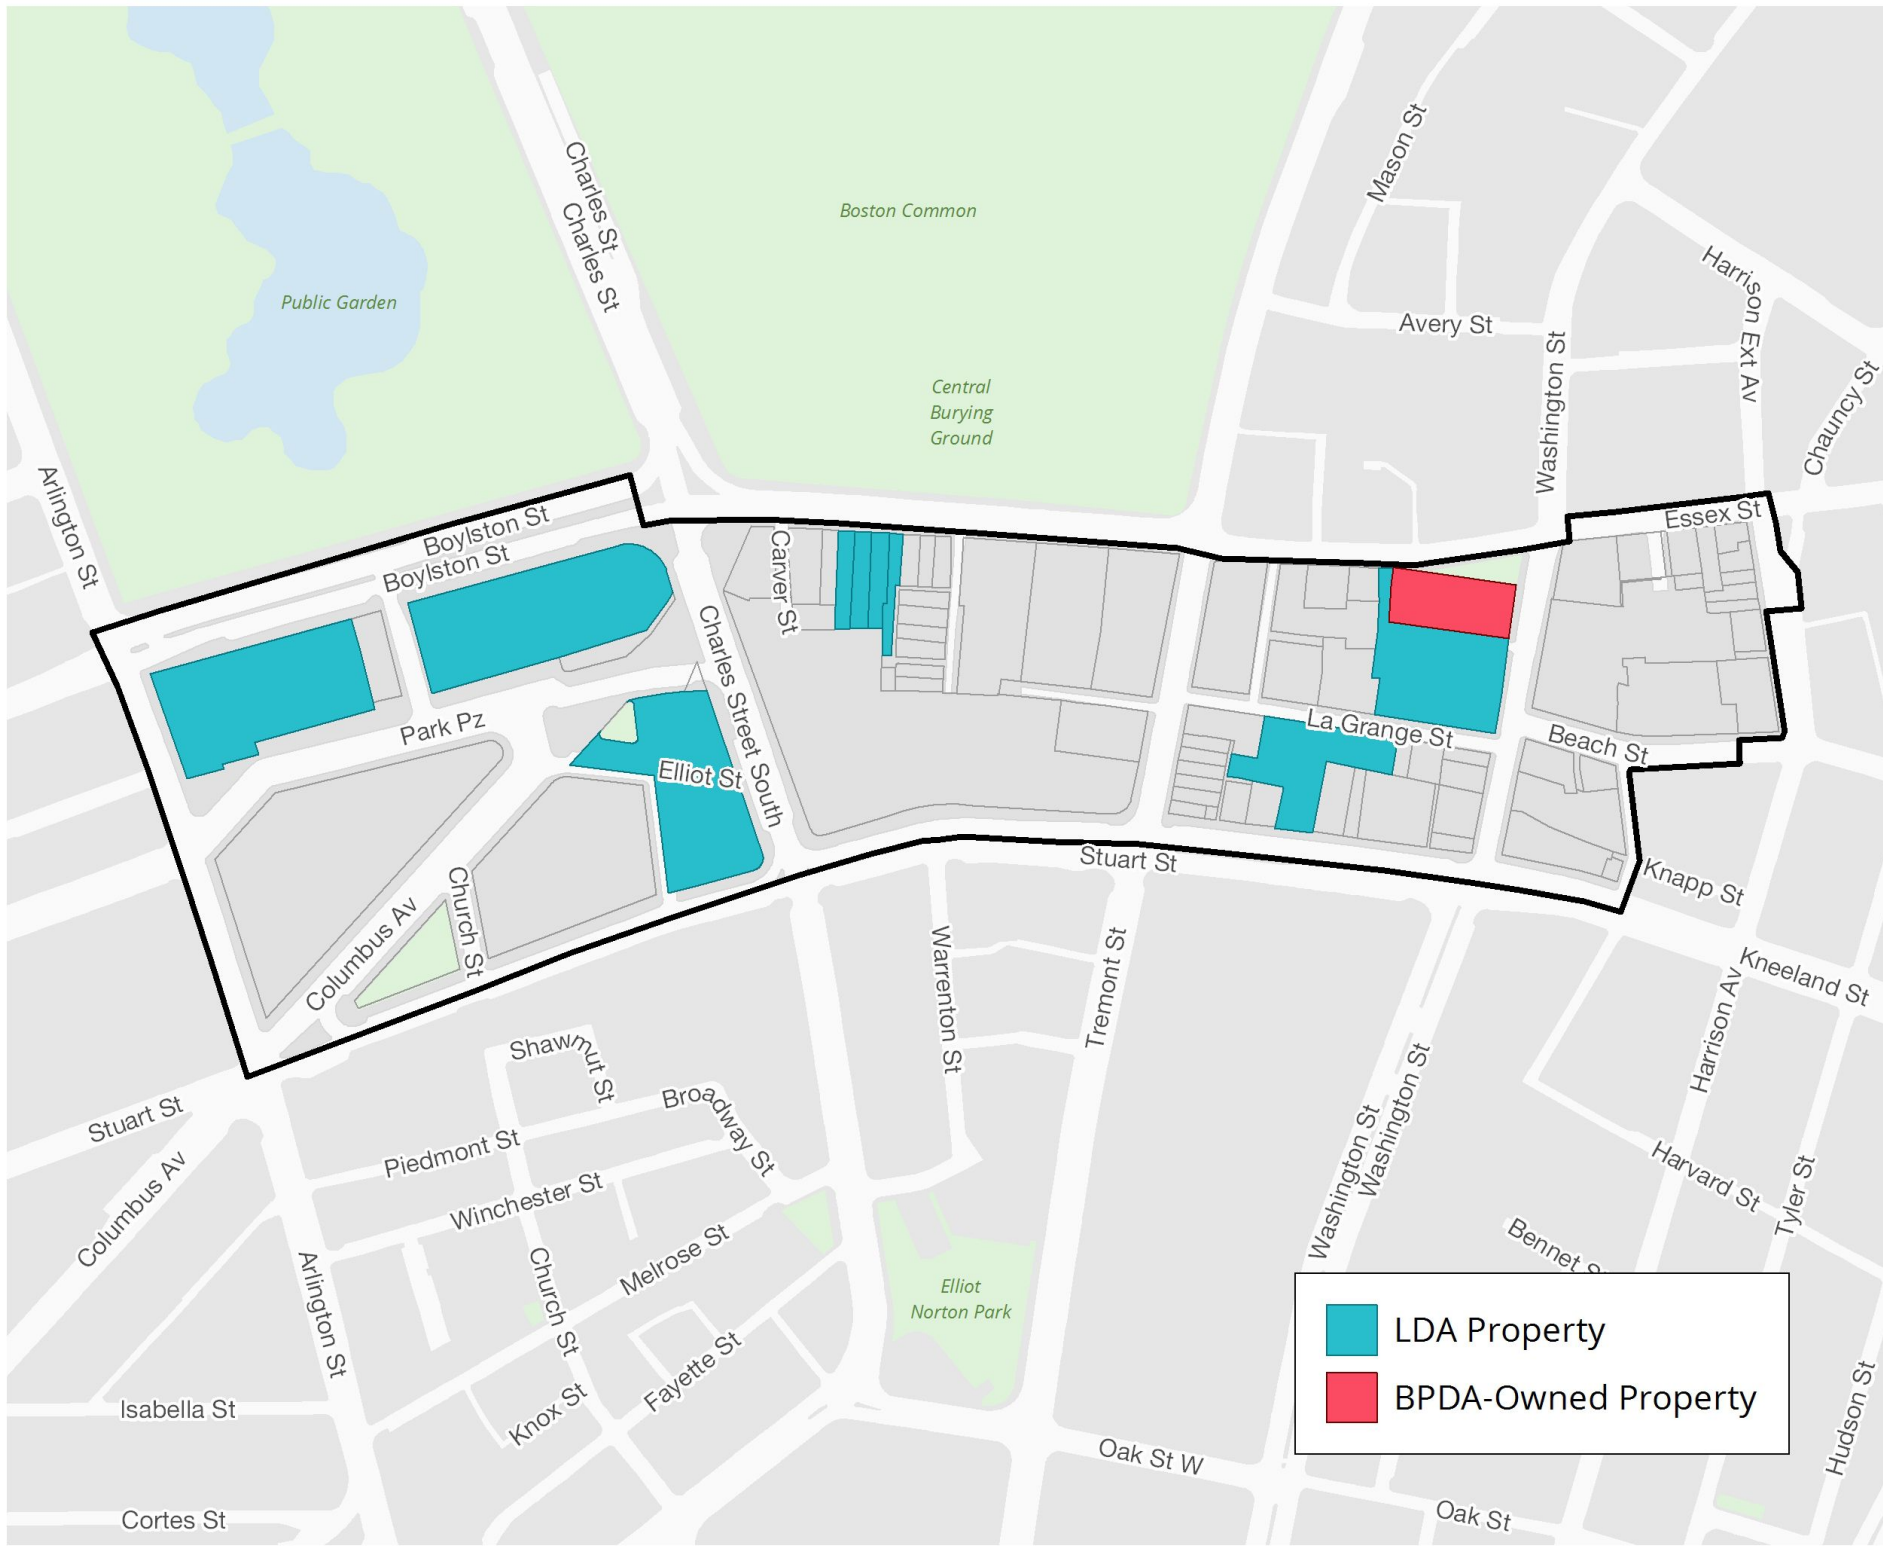 Charles St
Charles St
Mason St
Boston Common
Harrison Ext Av
Public Garden
Avery St
Central
Burying
Ground
Washington St
Chauncy St
Arlington St
Boylston St
Boylston St
Essex St
Carver St
Charles Street South
Park Pz
La Grange St
Beach St
Elliot St
Stuart St
Knapp St
Columbus Av
Church St
Warrenton St
Tremont St
Kneeland St
Harrison Av
Shawmut St
Broadway St
Stuart St
Piedmont St
Washington St
Washington St
Columbus Av
Winchester St
Harvard St
Tyler St
Melrose St
Bennet S
Arlington St
Church St
Elliot
Norton Park
LDA Property
BPDA-Owned Property
Fayette St
Knox St
Isabella St
Hudson St
Oak St W
Cortes St
Oak St